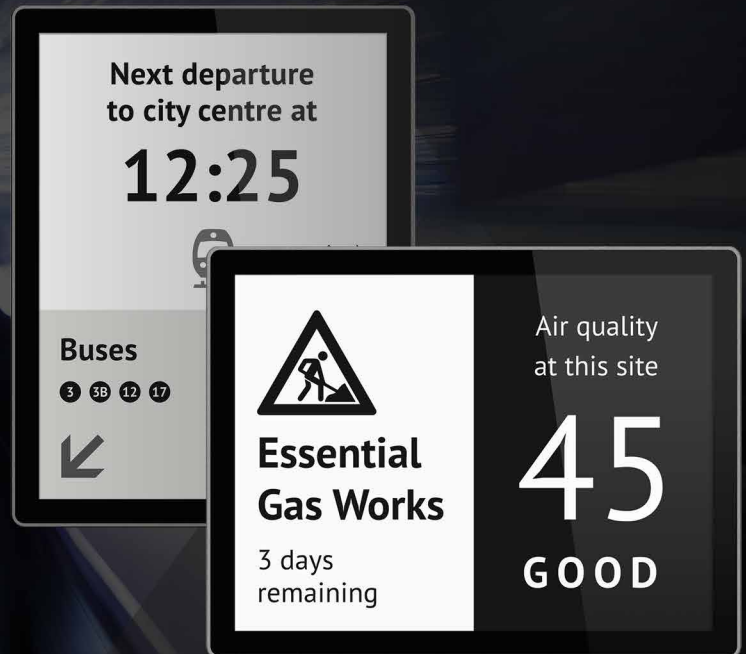 Next departure
to city centre at
12:25
Buses
3 3B 12 17
Essential
Gas Works
3 days
remaining
Air quality
at this site
45
GOOD